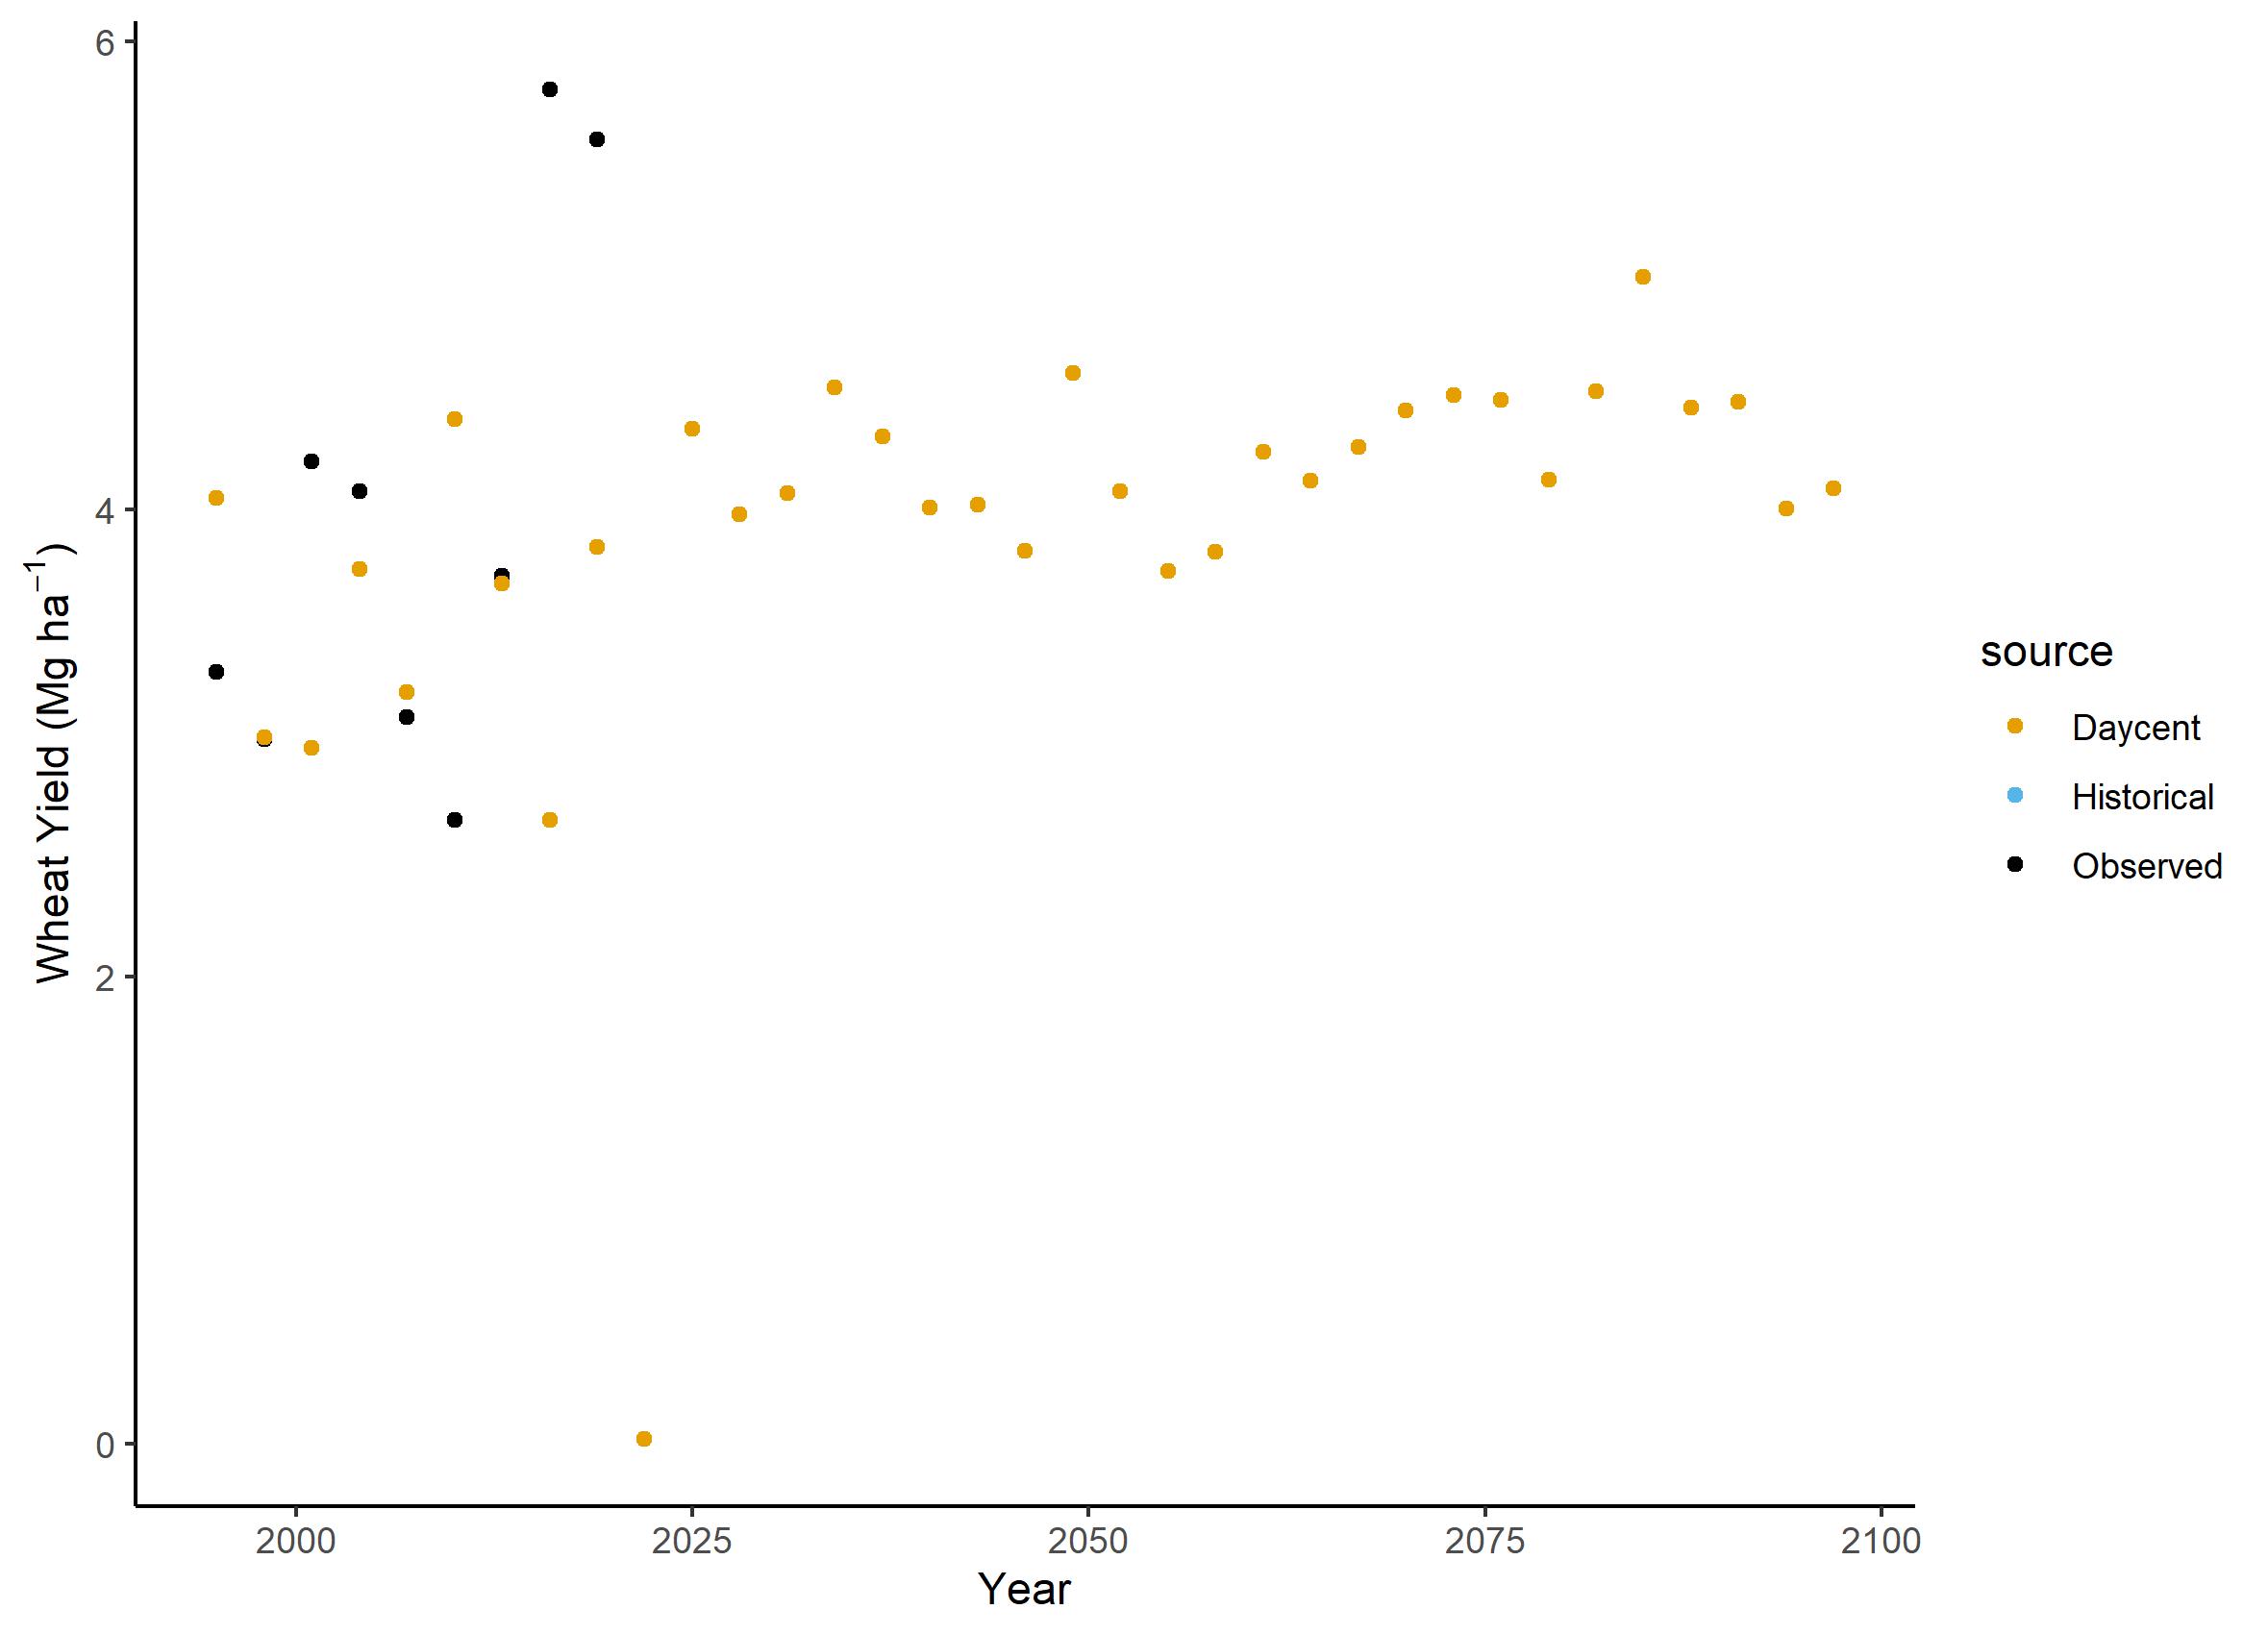 6
4
2
0
Wheat Yield (Mg ha⁻¹)
2000 2025 2050 2075 2100
Year
source
Daycent
Historical
Observed